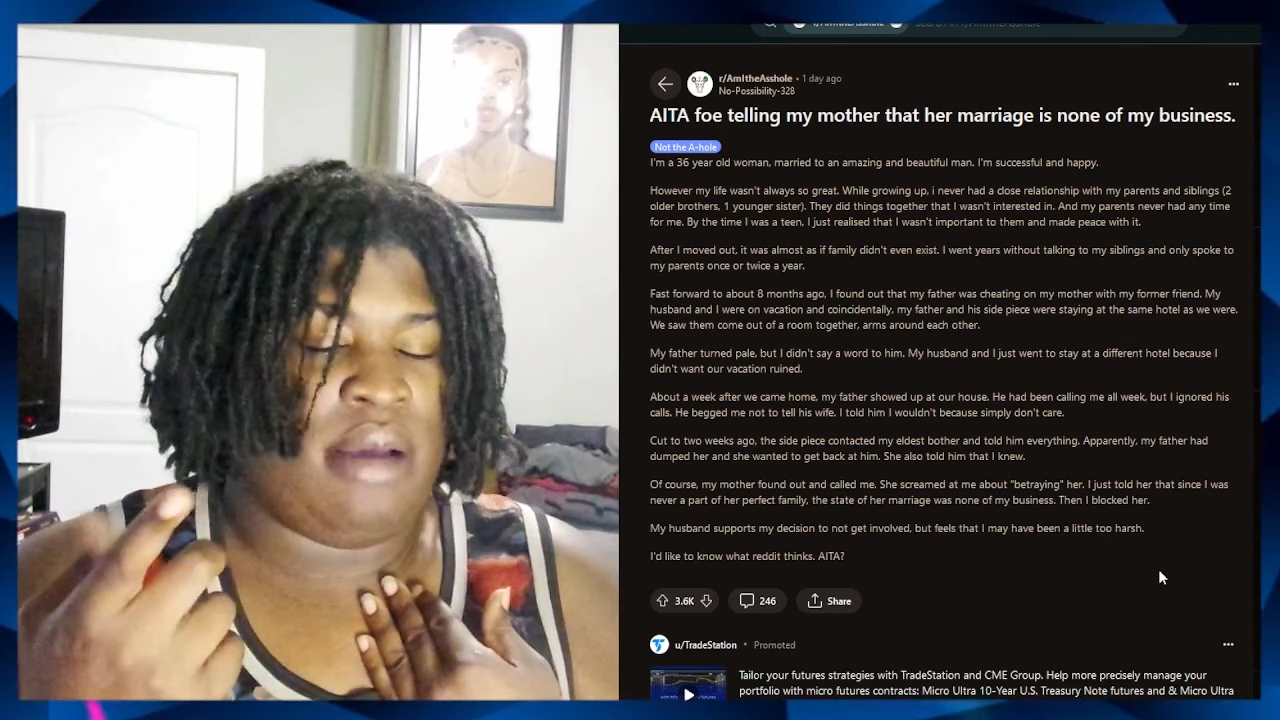 r/AmItheAsshole • 1 day ago
No-Possibility-328
AITA foe telling my mother that her marriage is none of my business.
Not the A-hole
I'm a 36 year old woman, married to an amazing and beautiful man. I'm successful and happy.
However my life wasn't always so great. While growing up, i never had a close relationship with my parents and siblings (2
older brothers, 1 younger sister). They did things together that I wasn't interested in. And my parents never had any time
for me. By the time I was a teen, I just realised that I wasn't important to them and made peace with it.
After I moved out, it was almost as if family didn't even exist. I went years without talking to my siblings and only spoke to
my parents once or twice a year.
Fast forward to about 8 months ago, I found out that my father was cheating on my mother with my former friend. My
husband and I were on vacation and coincidentally, my father and his side piece were staying at the same hotel as we were.
We saw them come out of a room together, arms around each other.
My father turned pale, but I didn't say a word to him. My husband and I just went to stay at a different hotel because I
didn't want our vacation ruined.
About a week after we came home, my father showed up at our house. He had been calling me all week, but I ignored his
calls. He begged me not to tell his wife. I told him I wouldn't because simply don't care.
Cut to two weeks ago, the side piece contacted my eldest bother and told him everything. Apparently, my father had
dumped her and she wanted to get back at him. She also told him that I knew.
Of course, my mother found out and called me. She screamed at me about "betraying" her. I just told her that since I was
never a part of her perfect family, the state of her marriage was none of my business. Then I blocked her.
My husband supports my decision to not get involved, but feels that I may have been a little too harsh.
I'd like to know what reddit thinks. AITA?
3.6K 246 Share
u/TradeStation • Promoted
Tailor your futures strategies with TradeStation and CME Group. Help more precisely manage your
portfolio with micro futures contracts: Micro Ultra 10-Year U.S. Treasury Note futures and & Micro Ultra